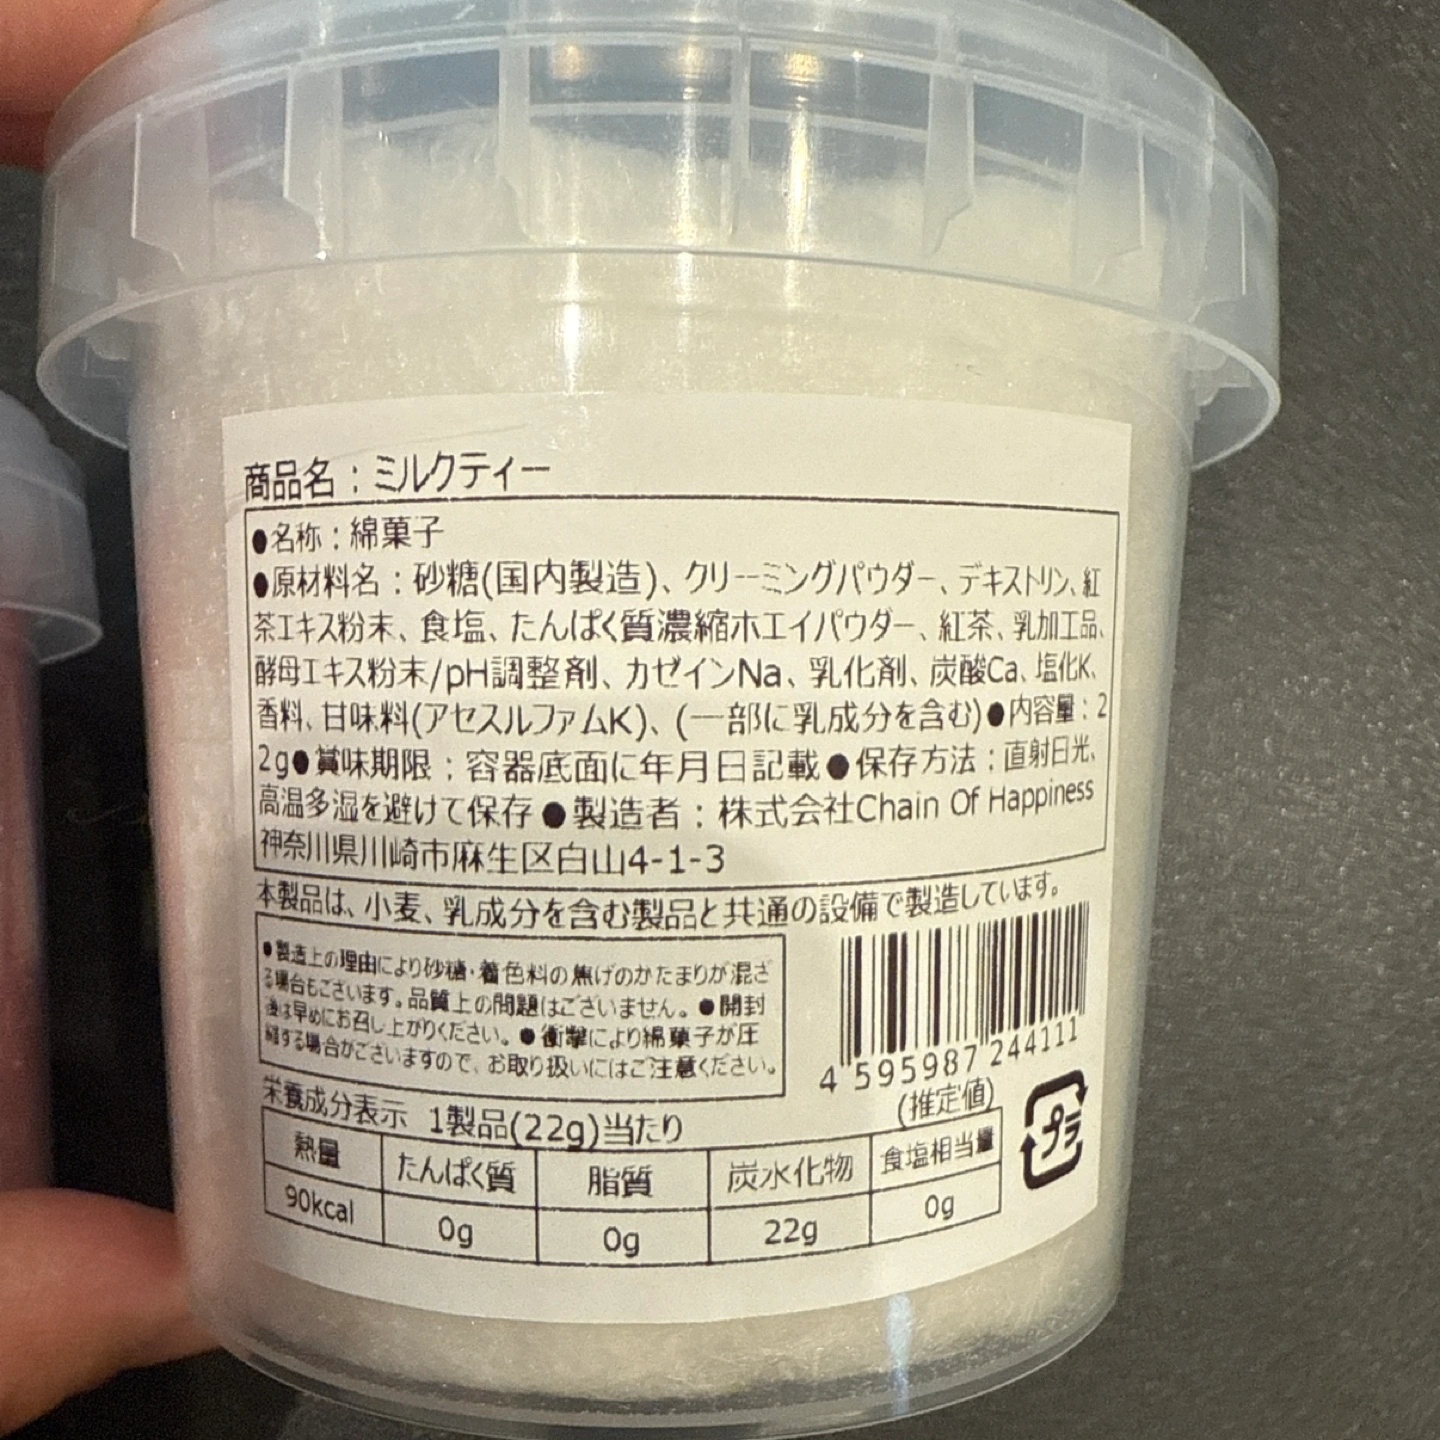 商品名：ミルクティー
●名称：綿菓子
●原材料名：砂糖(国内製造)、クリーミングパウダー、デキストリン、紅
茶エキス粉末、食塩、たんぱく質濃縮ホエイパウダー、紅茶、乳加工品、
酵母エキス粉末/pH調整剤、カゼインNa、乳化剤、炭酸Ca、塩化K、
香料、甘味料(アセスルファムK)、(一部に乳成分を含む)●内容量：2
2g●賞味期限：容器底面に年月日記載●保存方法：直射日光、
高温多湿を避けて保存●製造者：株式会社Chain Of Happiness
神奈川県川崎市麻生区白山4-1-3
本製品は、小麦、乳成分を含む製品と共通の設備で製造しています。
●製造上の理由により砂糖・着色料の焦げのかたまりが混ざ
る場合もございます。品質上の問題はございません。●開封
後は早めにお召し上がりください。●衝撃により綿菓子が圧
縮する場合がございますので、お取り扱いにはご注意ください。
4 595987 244111
栄養成分表示 1製品(22g)当たり (推定値)
熱量 たんぱく質 脂質 炭水化物 食塩相当量
90kcal 0g 0g 22g 0g
プラ